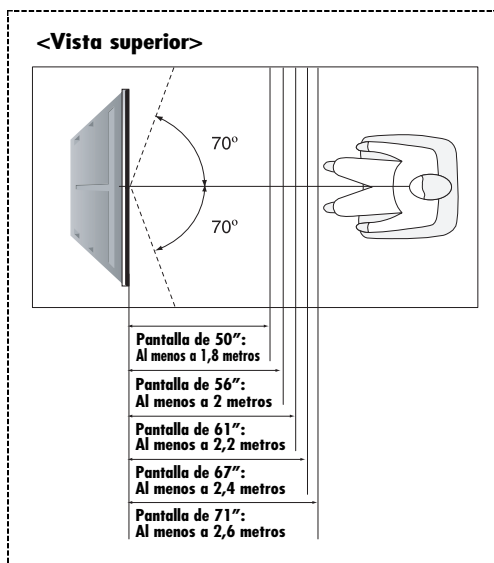 <Vista superior>
70º
70º
Pantalla de 50″:
Al menos a 1,8 metros
Pantalla de 56″:
Al menos a 2 metros
Pantalla de 61″:
Al menos a 2,2 metros
Pantalla de 67″:
Al menos a 2,4 metros
Pantalla de 71″:
Al menos a 2,6 metros